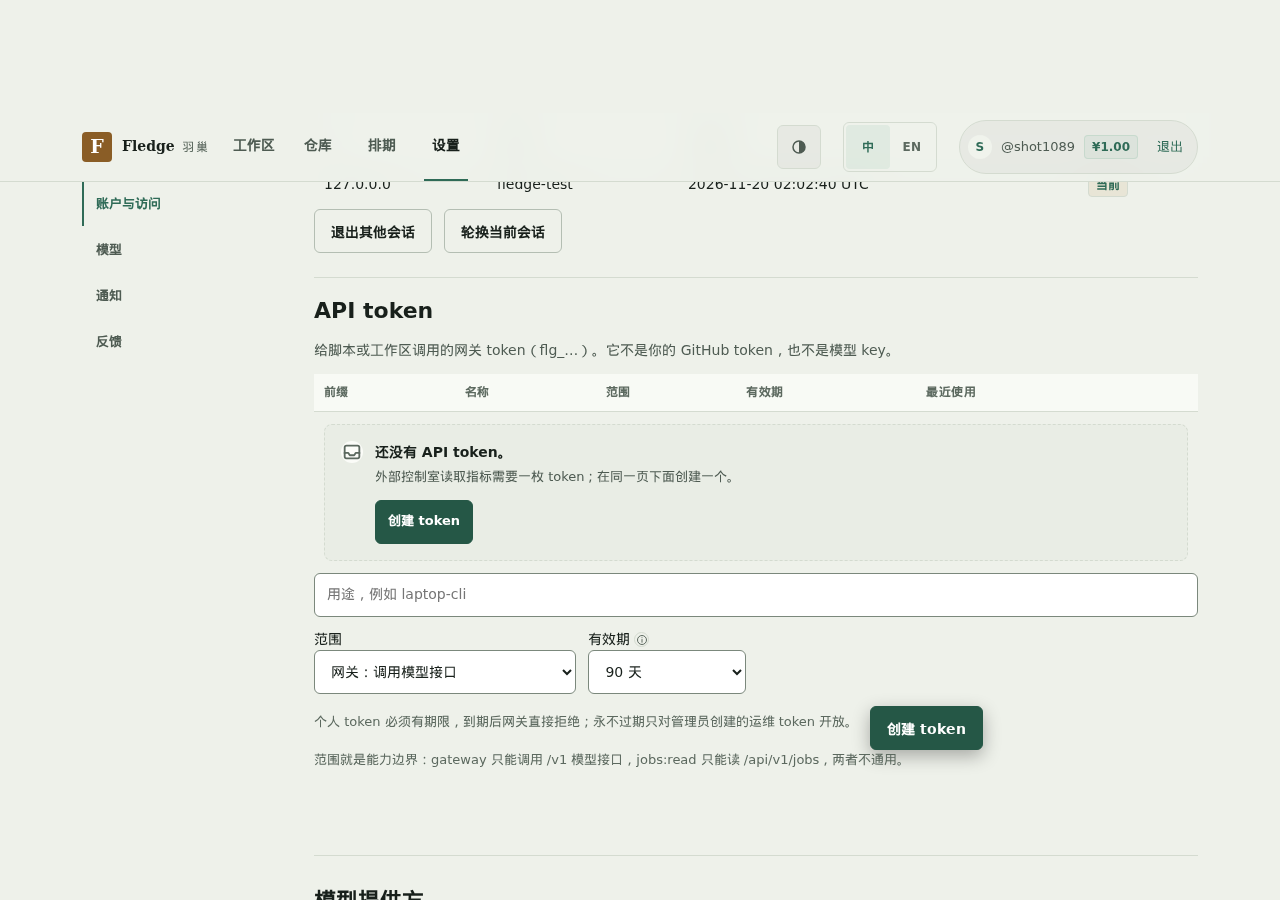 F Fledge 羽巢 工作区 仓库 排期 设置 中 EN S @shot1089 ¥1.00 退出
127.0.0.0 fledge-test 2026-11-20 02:02:40 UTC 当前
账户与访问
模型
通知
反馈
退出其他会话 轮换当前会话
API token
给脚本或工作区调用的网关 token（flg_…）。它不是你的 GitHub token，也不是模型 key。
前缀 名称 范围 有效期 最近使用
还没有 API token。
外部控制室读取指标需要一枚 token；在同一页下面创建一个。
创建 token
用途，例如 laptop-cli
范围 有效期 ⓘ
网关：调用模型接口 90 天
个人 token 必须有期限，到期后网关直接拒绝；永不过期只对管理员创建的运维 token 开放。 创建 token
范围就是能力边界：gateway 只能调用 /v1 模型接口，jobs:read 只能读 /api/v1/jobs，两者不通用。
模型提供方